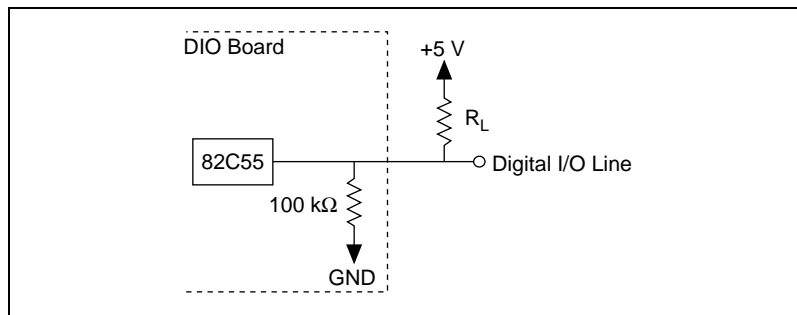 DIO Board
+5 V
R_L
82C55
Digital I/O Line
100 kΩ
GND